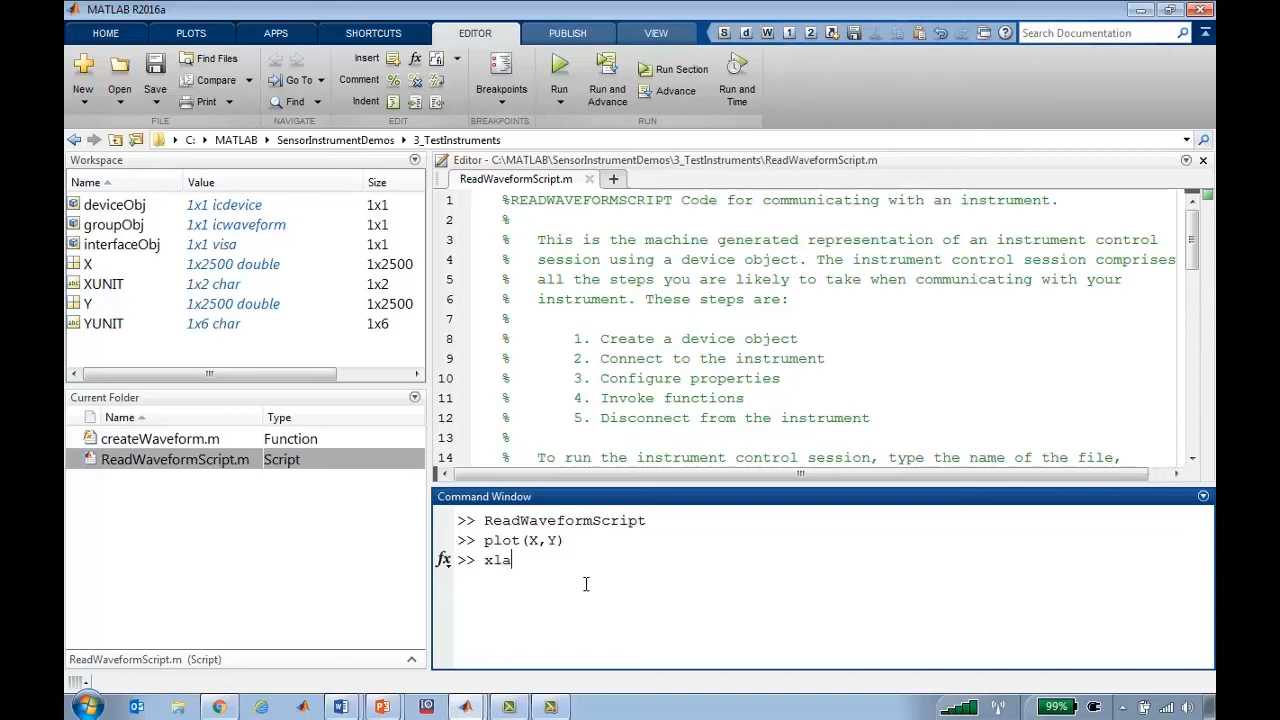 MATLAB R2016a
HOME PLOTS APPS SHORTCUTS EDITOR PUBLISH VIEW Search Documentation
New Open Save Find Files Compare Print
Go To Find
Insert Comment Indent
Breakpoints
Run Run and Advance Run Section Advance Run and Time
FILE NAVIGATE EDIT BREAKPOINTS RUN
C: MATLAB SensorInstrumentDemos 3_TestInstruments
Workspace
Name Value Size
deviceObj 1x1 icdevice 1x1
groupObj 1x1 icwaveform 1x1
interfaceObj 1x1 visa 1x1
X 1x2500 double 1x2500
XUNIT 1x2 char 1x2
Y 1x2500 double 1x2500
YUNIT 1x6 char 1x6
Current Folder
Name Type
createWaveform.m Function
ReadWaveformScript.m Script
ReadWaveformScript.m (Script)
Editor - C:\MATLAB\SensorInstrumentDemos\3_TestInstruments\ReadWaveformScript.m
ReadWaveformScript.m
1 %READWAVEFORMSCRIPT Code for communicating with an instrument.
2 %
3 % This is the machine generated representation of an instrument control
4 % session using a device object. The instrument control session comprises
5 % all the steps you are likely to take when communicating with your
6 % instrument. These steps are:
7 %
8 % 1. Create a device object
9 % 2. Connect to the instrument
10 % 3. Configure properties
11 % 4. Invoke functions
12 % 5. Disconnect from the instrument
13 %
14 % To run the instrument control session, type the name of the file,
Command Window
>> ReadWaveformScript
>> plot(X,Y)
fx >> xla
99%